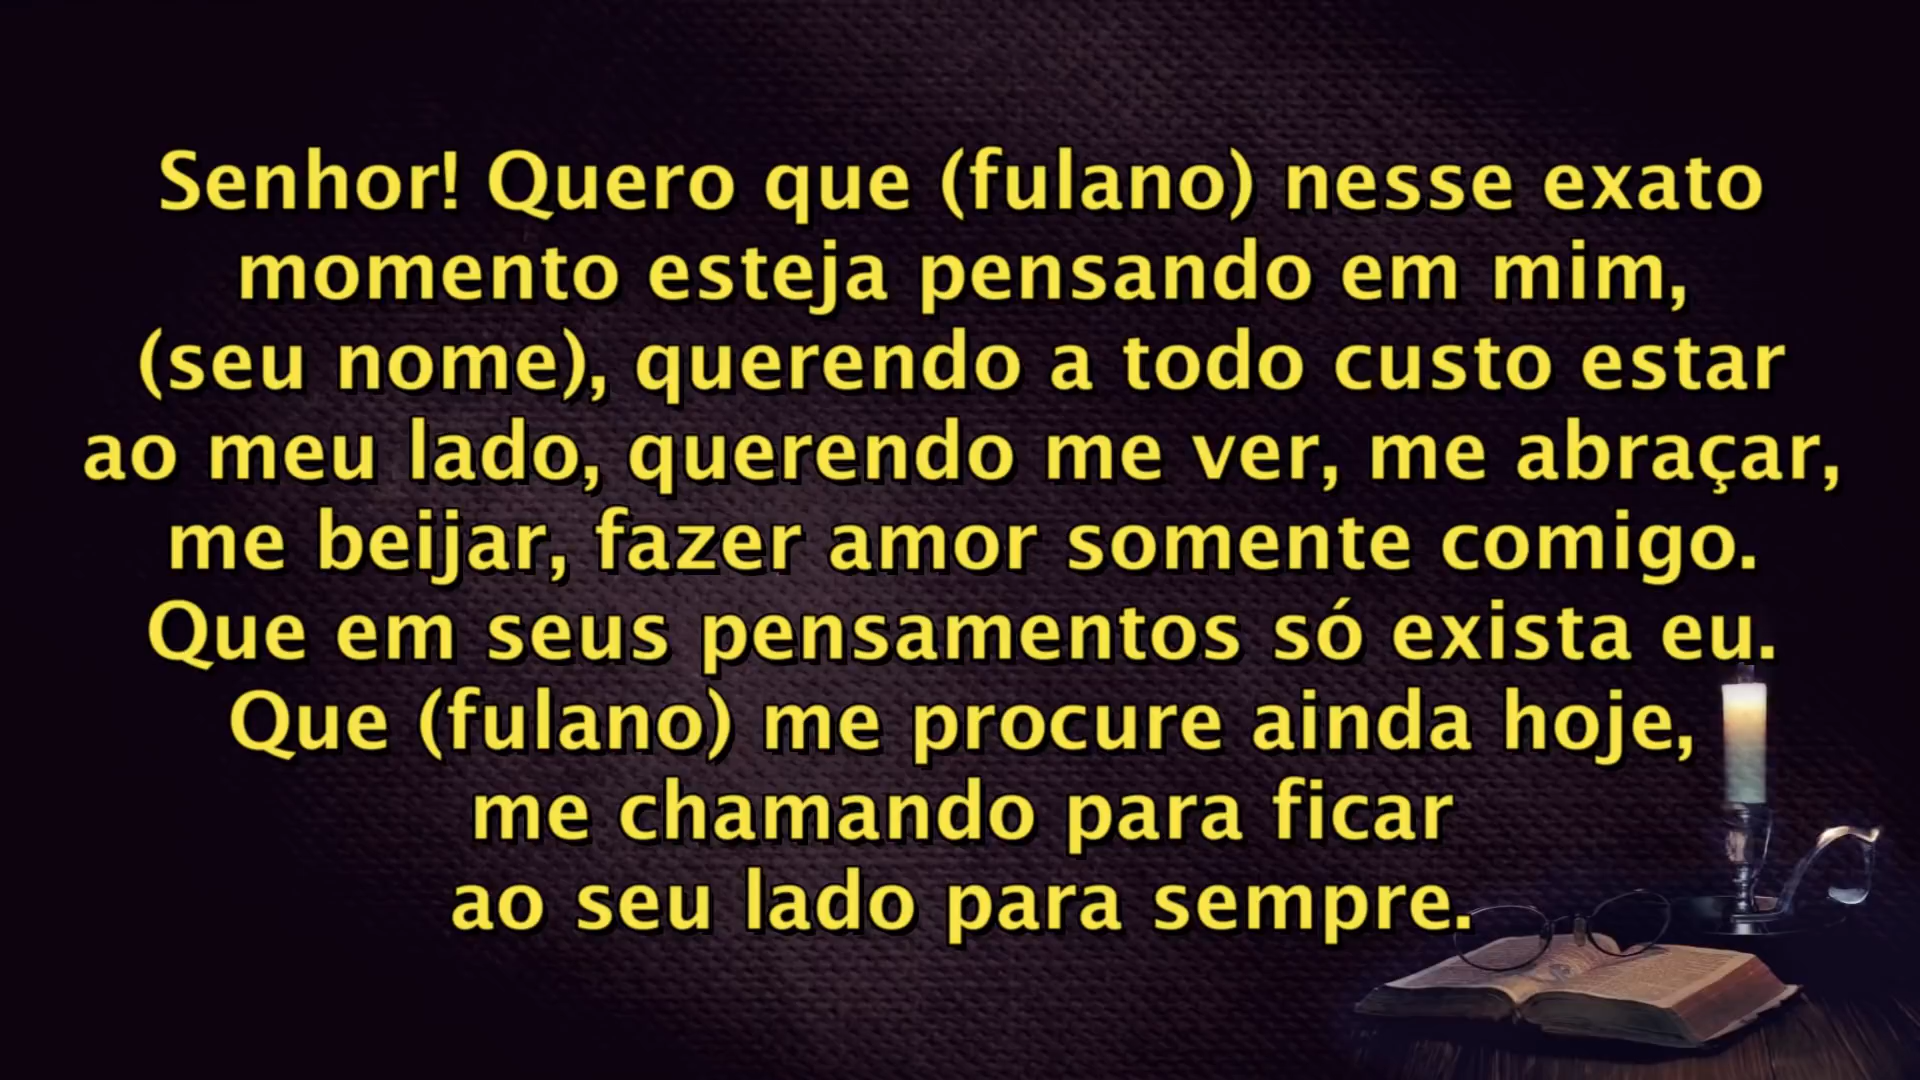 Senhor! Quero que (fulano) nesse exato
momento esteja pensando em mim,
(seu nome), querendo a todo custo estar
ao meu lado, querendo me ver, me abraçar,
me beijar, fazer amor somente comigo.
Que em seus pensamentos só exista eu.
Que (fulano) me procure ainda hoje,
me chamando para ficar
ao seu lado para sempre.